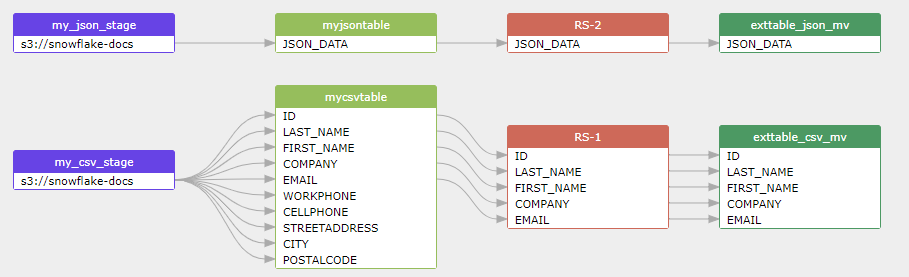 my_json_stage
s3://snowflake-docs
myjsontable
JSON_DATA
RS-2
JSON_DATA
exttable_json_mv
JSON_DATA
my_csv_stage
s3://snowflake-docs
mycsvtable
ID
LAST_NAME
FIRST_NAME
COMPANY
EMAIL
WORKPHONE
CELLPHONE
STREETADDRESS
CITY
POSTALCODE
RS-1
ID
LAST_NAME
FIRST_NAME
COMPANY
EMAIL
exttable_csv_mv
ID
LAST_NAME
FIRST_NAME
COMPANY
EMAIL